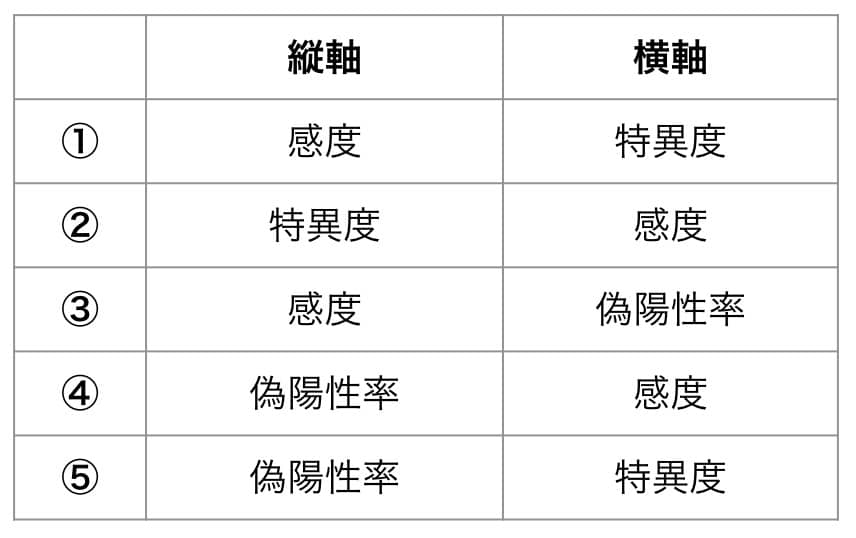 縦軸 横軸
① 感度 特異度
② 特異度 感度
③ 感度 偽陽性率
④ 偽陽性率 感度
⑤ 偽陽性率 特異度